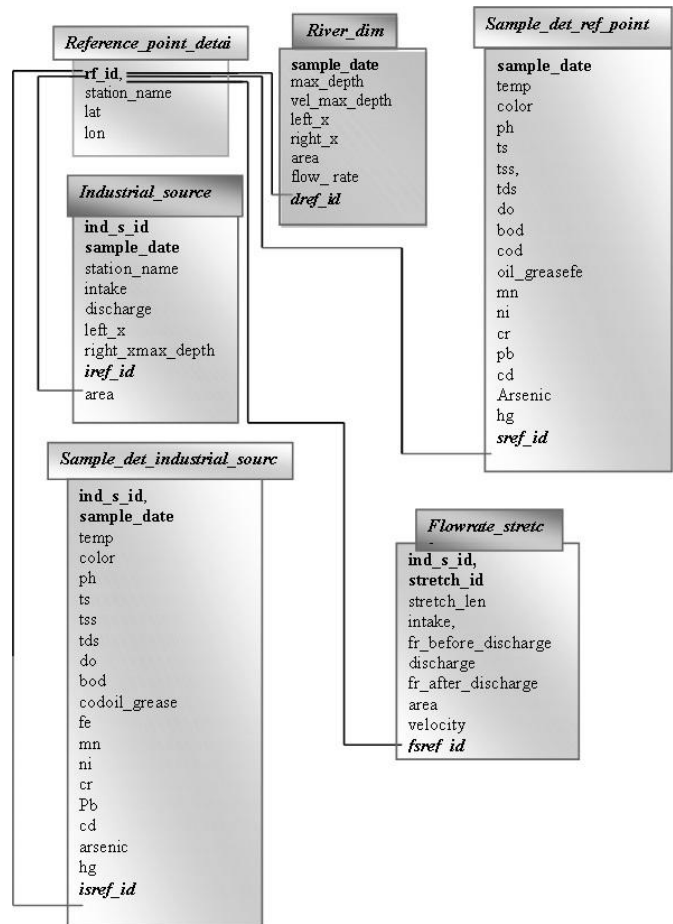 Reference_point_detai
rf_id,
station_name
lat
lon
River_dim
sample_date
max_depth
vel_max_depth
left_x
right_x
area
flow_ rate
dref_id
Sample_det_ref_point
sample_date
temp
color
ph
ts
tss,
tds
do
bod
cod
oil_greasefe
mn
ni
cr
pb
cd
Arsenic
hg
sref_id
Industrial_source
ind_s_id
sample_date
station_name
intake
discharge
left_x
right_xmax_depth
iref_id
area
Sample_det_industrial_sourc
ind_s_id,
sample_date
temp
color
ph
ts
tss
tds
do
bod
codoil_grease
fe
mn
ni
cr
Pb
cd
arsenic
hg
isref_id
Flowrate_stretc
ind_s_id,
stretch_id
stretch_len
intake,
fr_before_discharge
discharge
fr_after_discharge
area
velocity
fsref_id